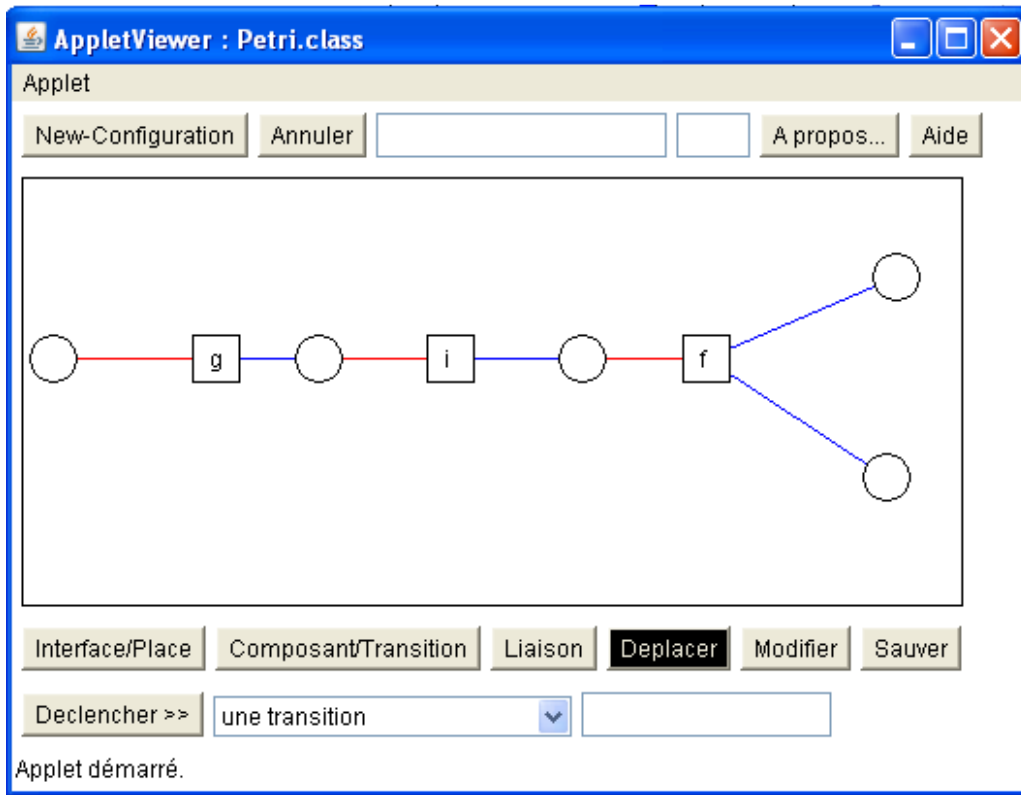 AppletViewer : Petri.class
Applet
New-Configuration Annuler A propos... Aide
g i f
Interface/Place Composant/Transition Liaison Deplacer Modifier Sauver
Declencher >> une transition
Applet démarré.